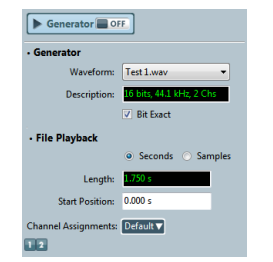 Generator OFF
Generator
Waveform: Test 1.wav
Description: 16 bits, 44.1 kHz, 2 Chs
Bit Exact
File Playback
Seconds Samples
Length: 1.750 s
Start Position: 0.000 s
Channel Assignments: Default
1 2